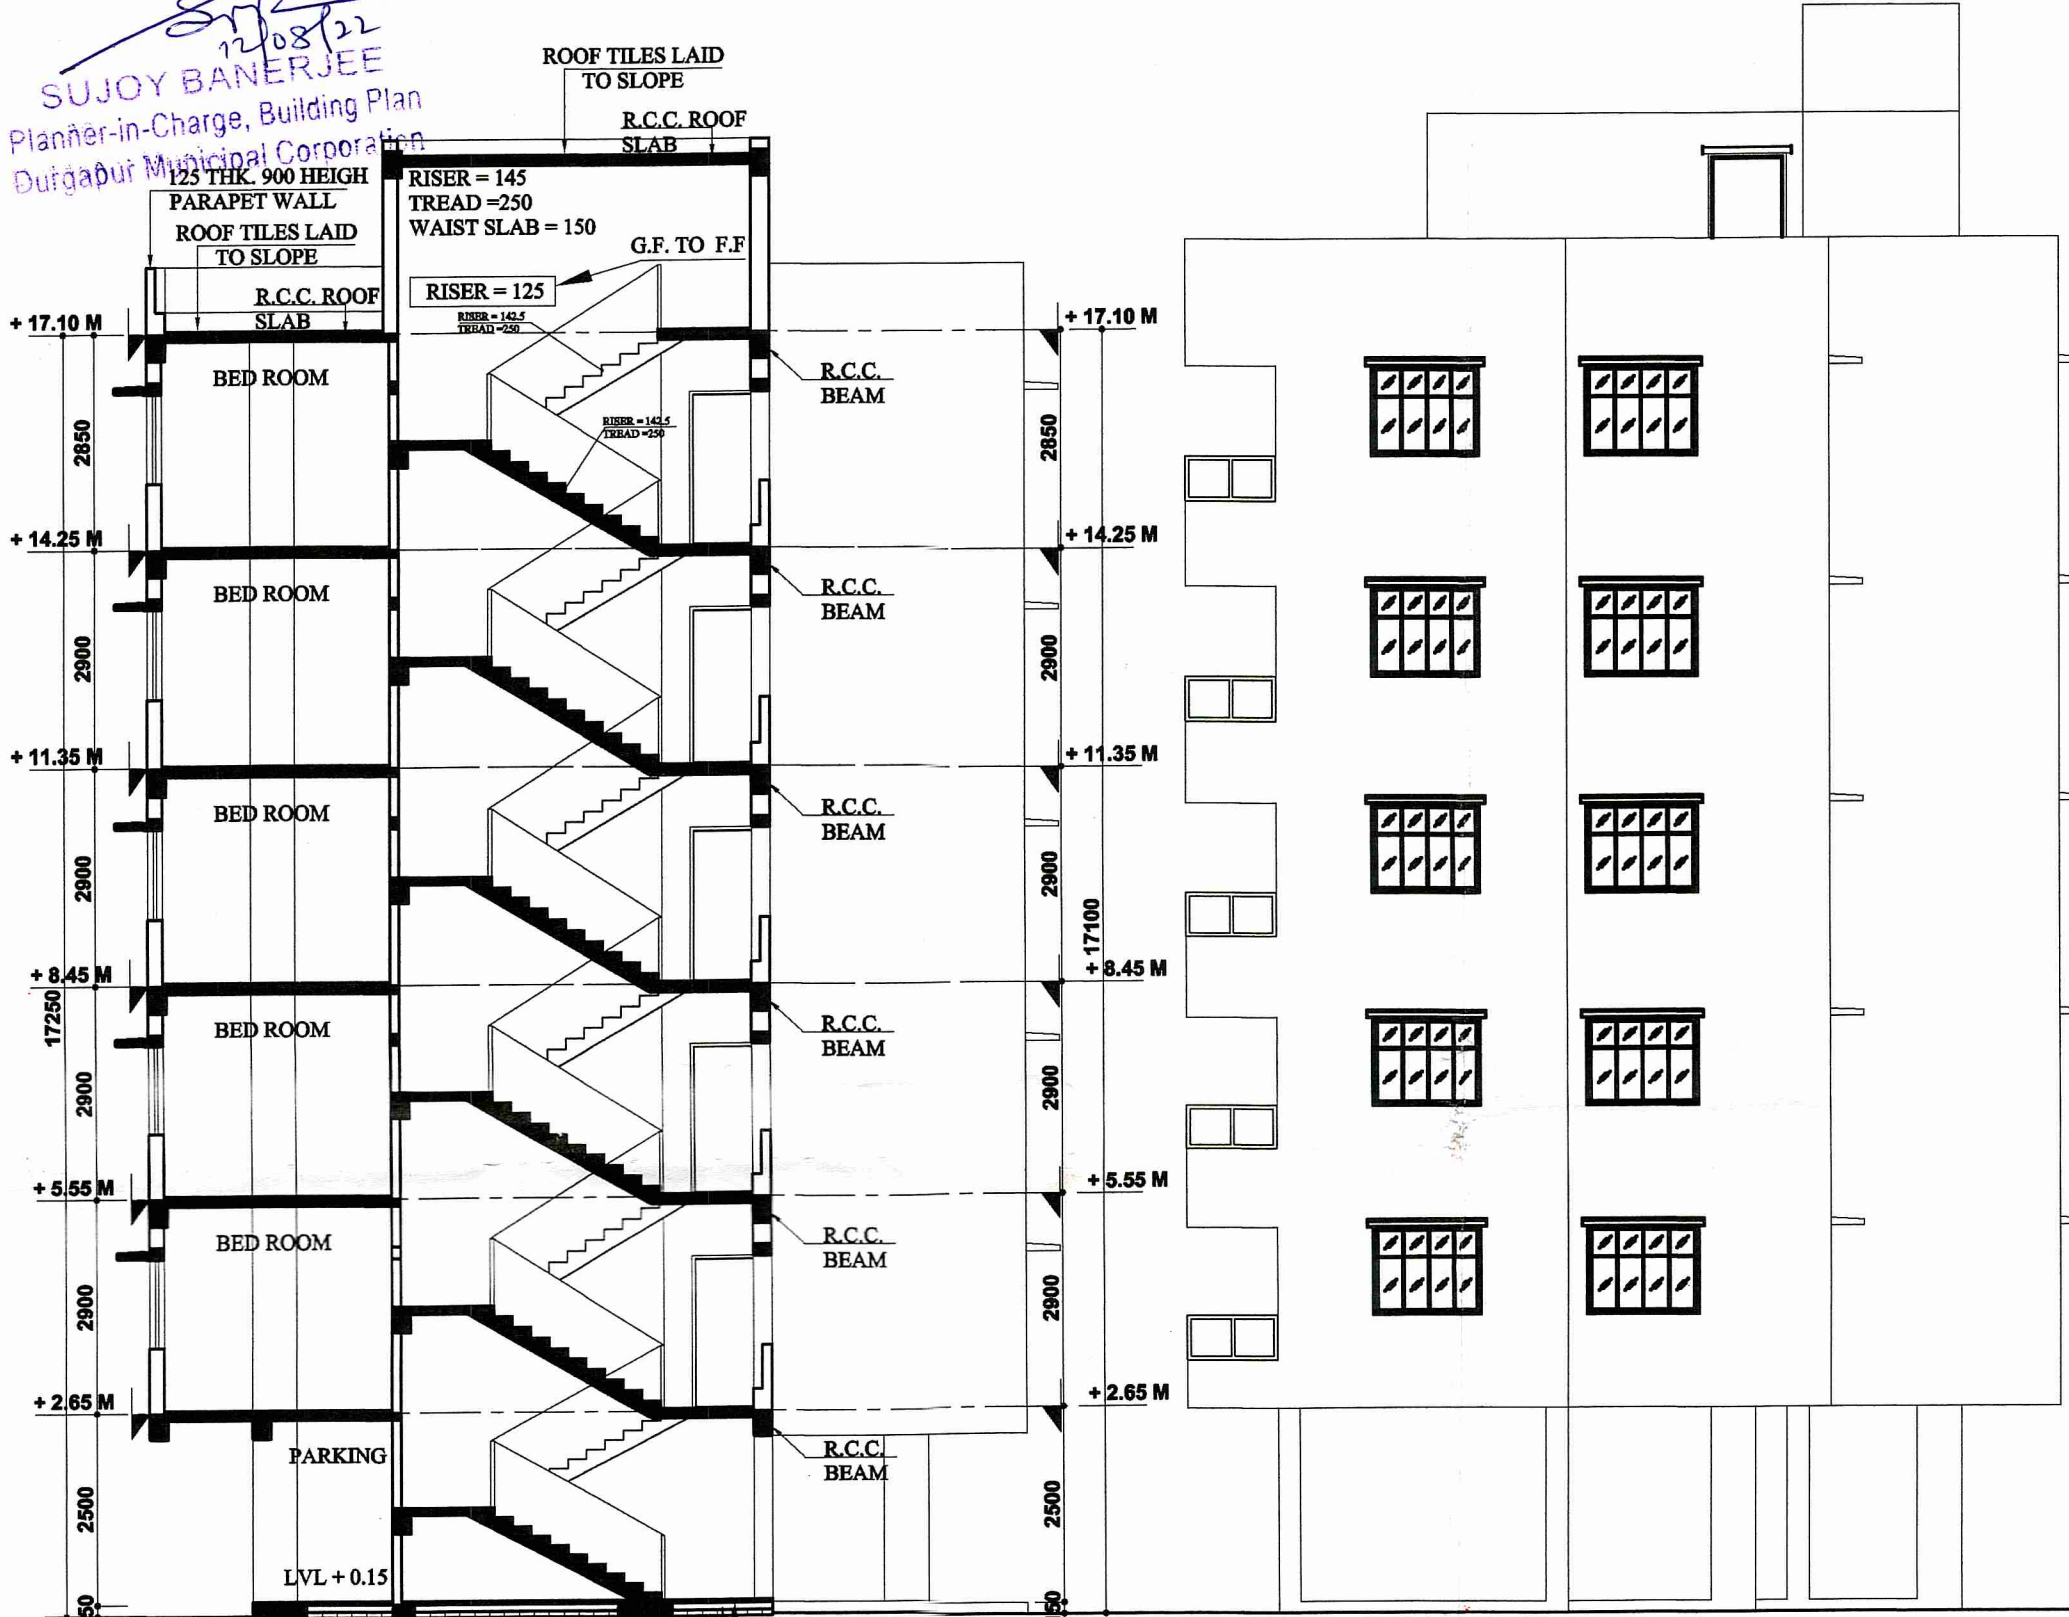 12/08/22
SUJOY BANERJEE
Planner-in-Charge, Building Plan
Durgapur Municipal Corporation
ROOF TILES LAID
TO SLOPE
R.C.C. ROOF
SLAB
125 THK. 900 HEIGH
PARAPET WALL
ROOF TILES LAID
TO SLOPE
R.C.C. ROOF
SLAB
RISER = 145
TREAD =250
WAIST SLAB = 150
G.F. TO F.F
RISER = 125
RISER = 142.5
TREAD =250
+ 17.10 M
+ 17.10 M
BED ROOM
R.C.C.
BEAM
RISER = 142.5
TREAD =250
2850
2850
+ 14.25 M
+ 14.25 M
BED ROOM
R.C.C.
BEAM
2900
2900
+ 11.35 M
+ 11.35 M
BED ROOM
R.C.C.
BEAM
2900
2900
17100
+ 8.45 M
+ 8.45 M
17250
BED ROOM
R.C.C.
BEAM
2900
2900
+ 5.55 M
+ 5.55 M
BED ROOM
R.C.C.
BEAM
2900
2900
+ 2.65 M
+ 2.65 M
PARKING
R.C.C.
BEAM
2500
2500
LVL + 0.15
50
50